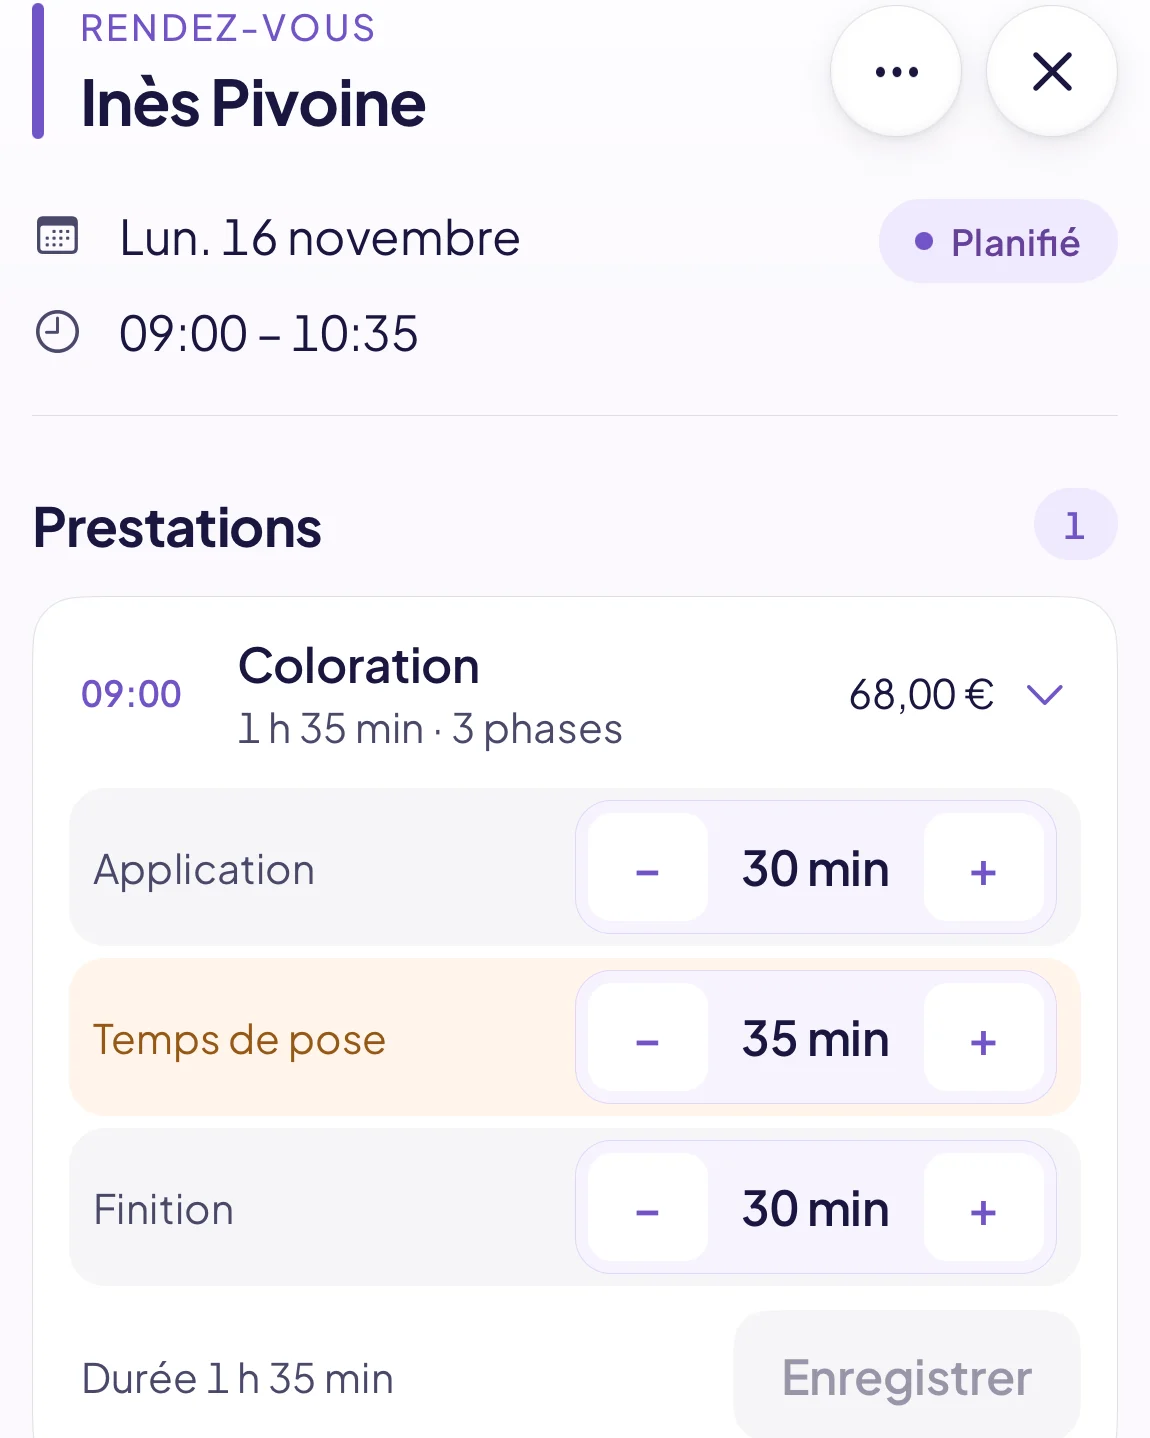 RENDEZ-VOUS
Inès Pivoine
Lun. 16 novembre
Planifié
09:00 – 10:35
Prestations
1
09:00
Coloration
1 h 35 min · 3 phases
68,00 €
Application
– 30 min +
Temps de pose
– 35 min +
Finition
– 30 min +
Durée 1 h 35 min
Enregistrer